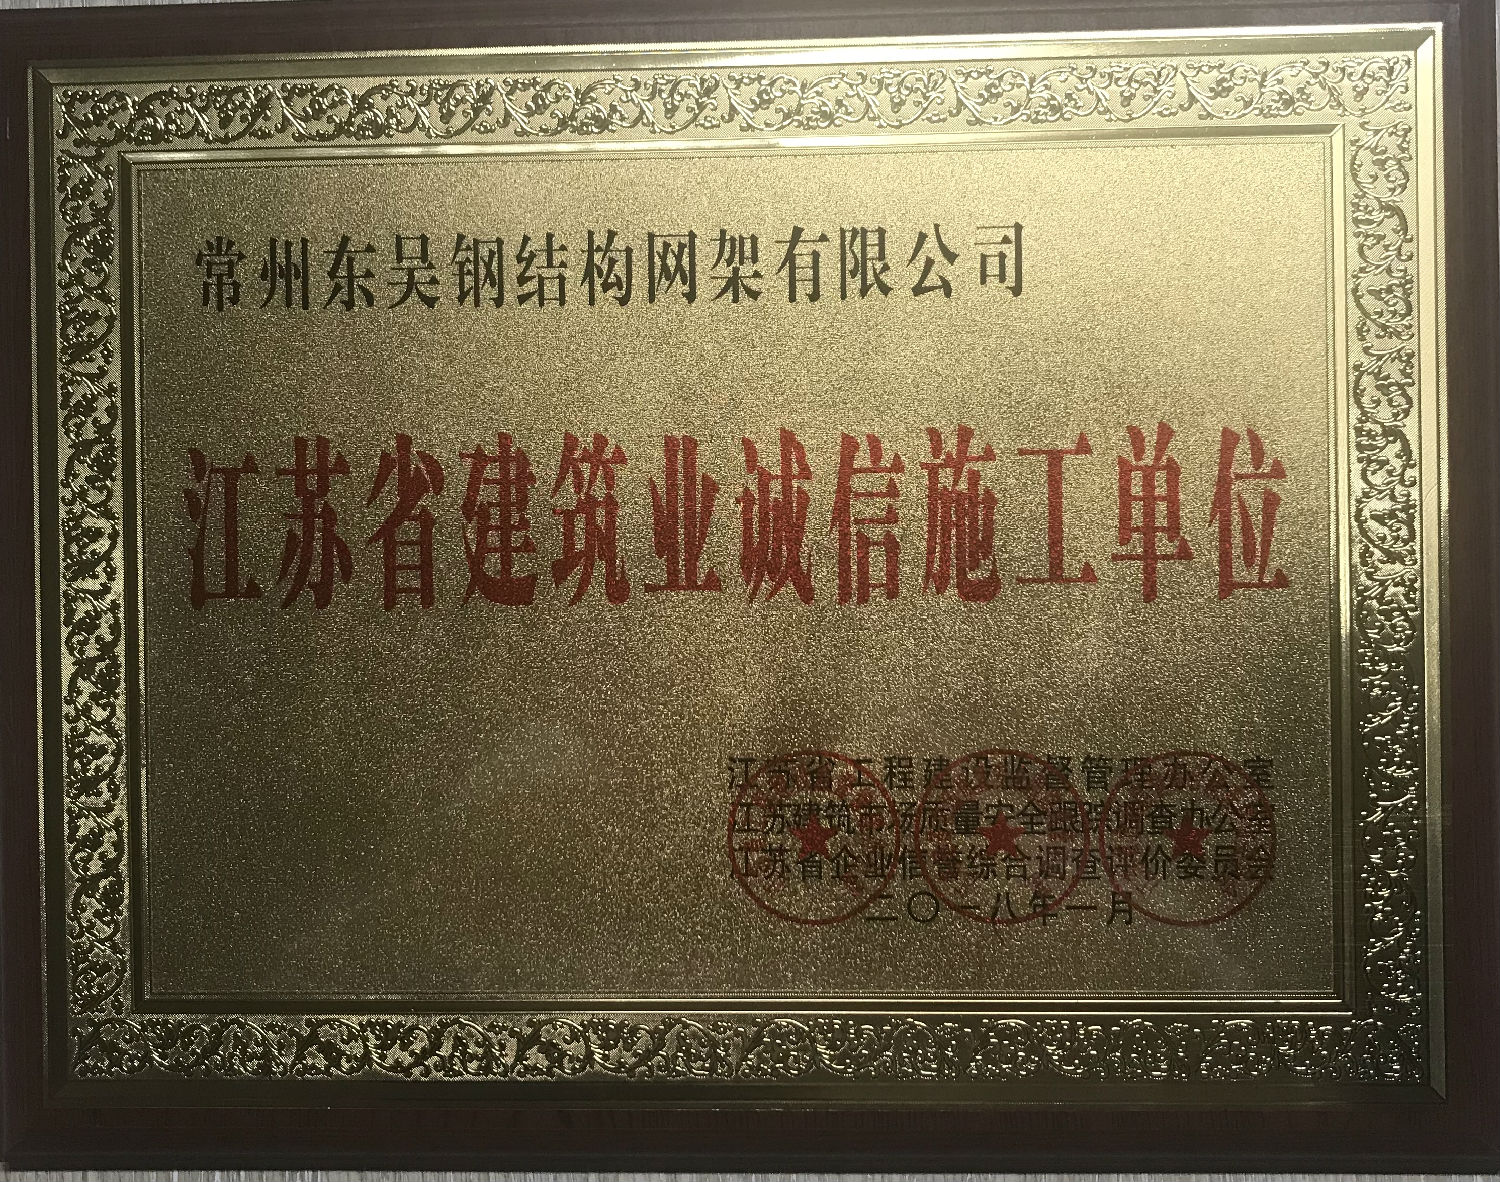 常州东吴钢结构网架有限公司
江苏省建筑业诚信施工单位
江苏省工程建设监督管理办公室
江苏建筑市场质量安全跟踪调查办公室
江苏省企业信誉综合调查评价委员会
二〇一八年一月